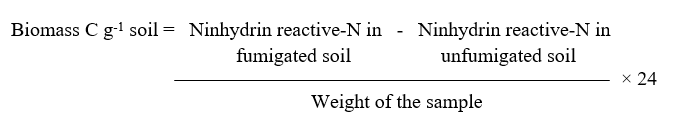 Biomass C g-1 soil = Ninhydrin reactive-N in - Ninhydrin reactive-N in
fumigated soil unfumigated soil
× 24
Weight of the sample